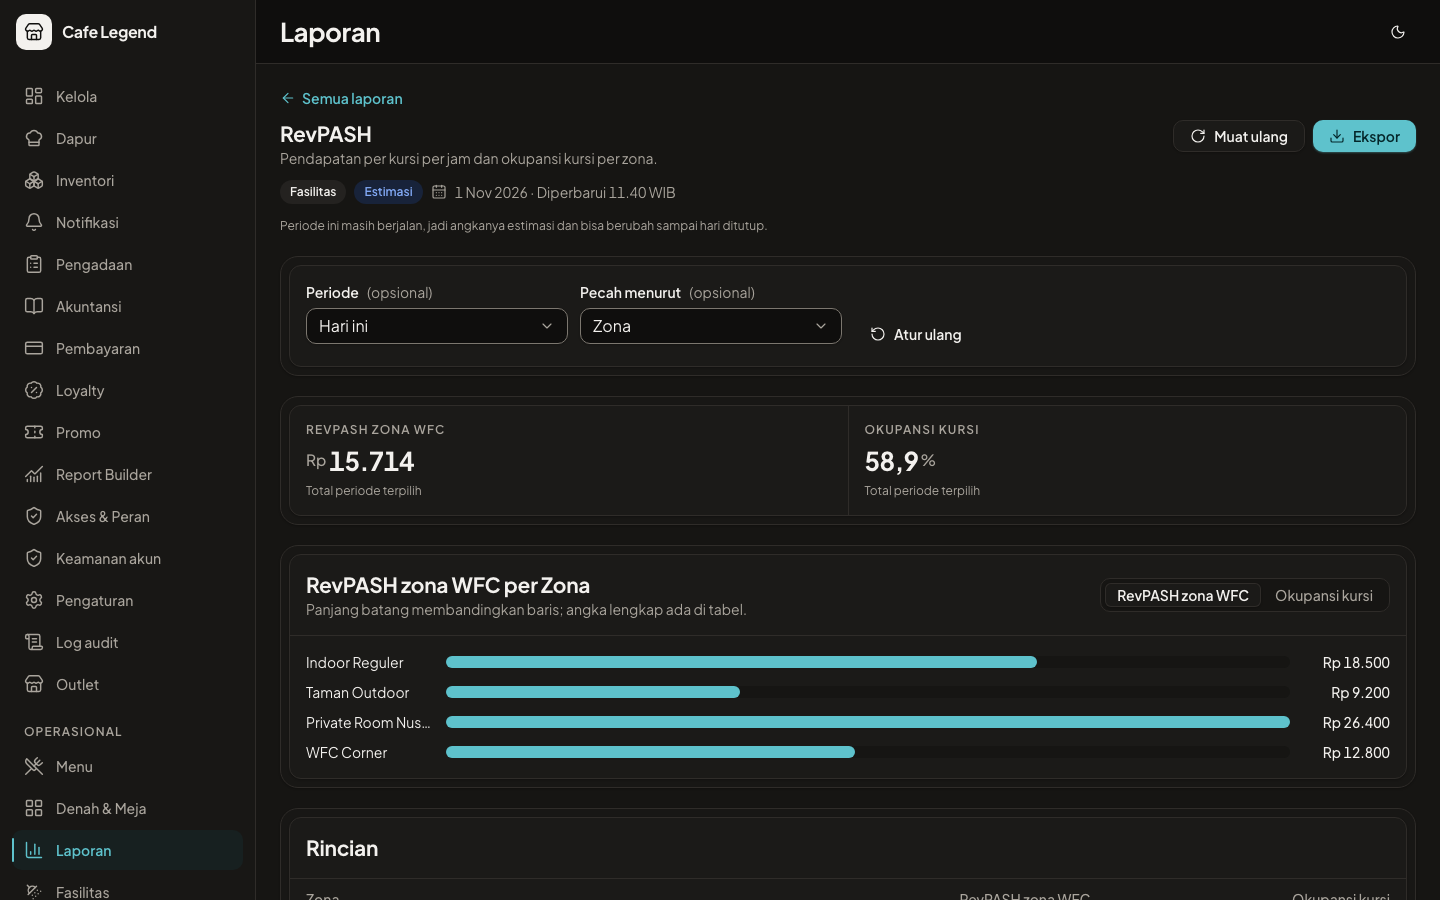 Cafe Legend
Laporan
Kelola
Dapur
Inventori
Notifikasi
Pengadaan
Akuntansi
Pembayaran
Loyalty
Promo
Report Builder
Akses & Peran
Keamanan akun
Pengaturan
Log audit
Outlet
OPERASIONAL
Menu
Denah & Meja
Laporan
Fasilitas
Semua laporan
RevPASH
Pendapatan per kursi per jam dan okupansi kursi per zona.
Muat ulang
Ekspor
Fasilitas
Estimasi
1 Nov 2026 · Diperbarui 11.40 WIB
Periode ini masih berjalan, jadi angkanya estimasi dan bisa berubah sampai hari ditutup.
Periode (opsional)
Pecah menurut (opsional)
Hari ini
Zona
Atur ulang
REVPASH ZONA WFC
Rp 15.714
Total periode terpilih
OKUPANSI KURSI
58,9 %
Total periode terpilih
RevPASH zona WFC per Zona
Panjang batang membandingkan baris; angka lengkap ada di tabel.
RevPASH zona WFC
Okupansi kursi
Indoor Reguler Rp 18.500
Taman Outdoor Rp 9.200
Private Room Nus... Rp 26.400
WFC Corner Rp 12.800
Rincian
Zona RevPASH zona WFC Okupansi kursi